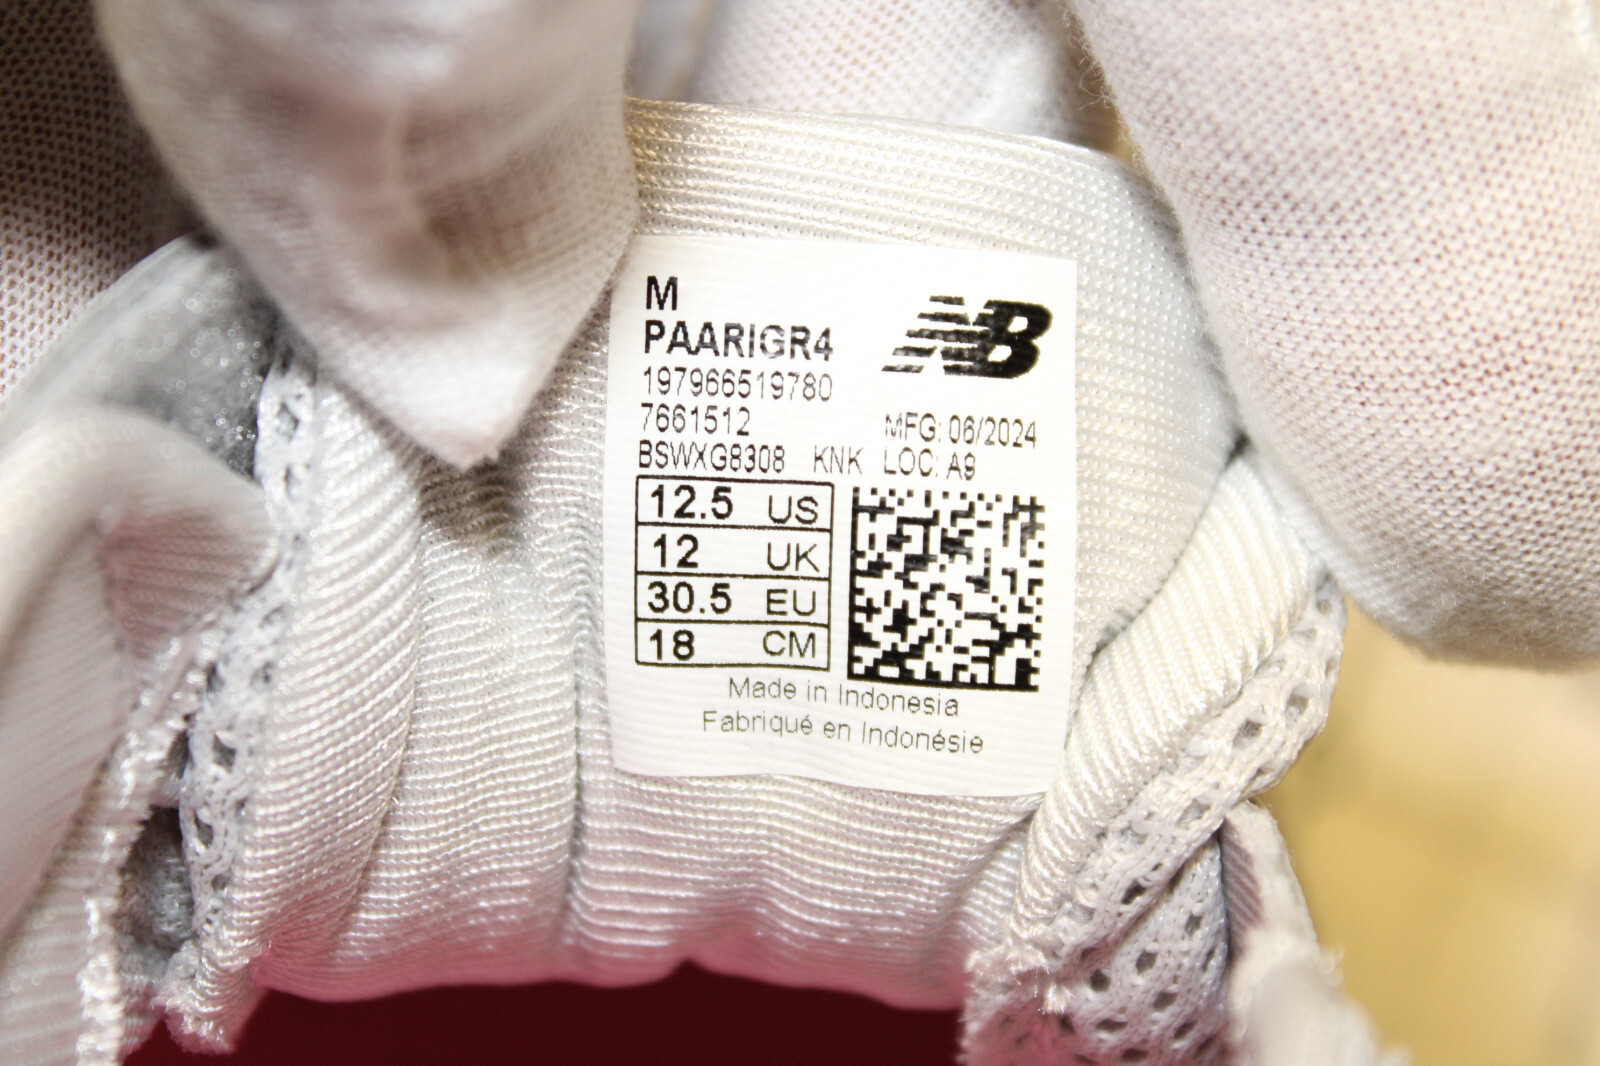 M
PAARIGR4
NB
197966519780
7661512
MFG: 06/2024
BSWXG8308 KNK LOC: A9
12.5 US
12 UK
30.5 EU
18 CM
Made in Indonesia
Fabriqué en Indonésie